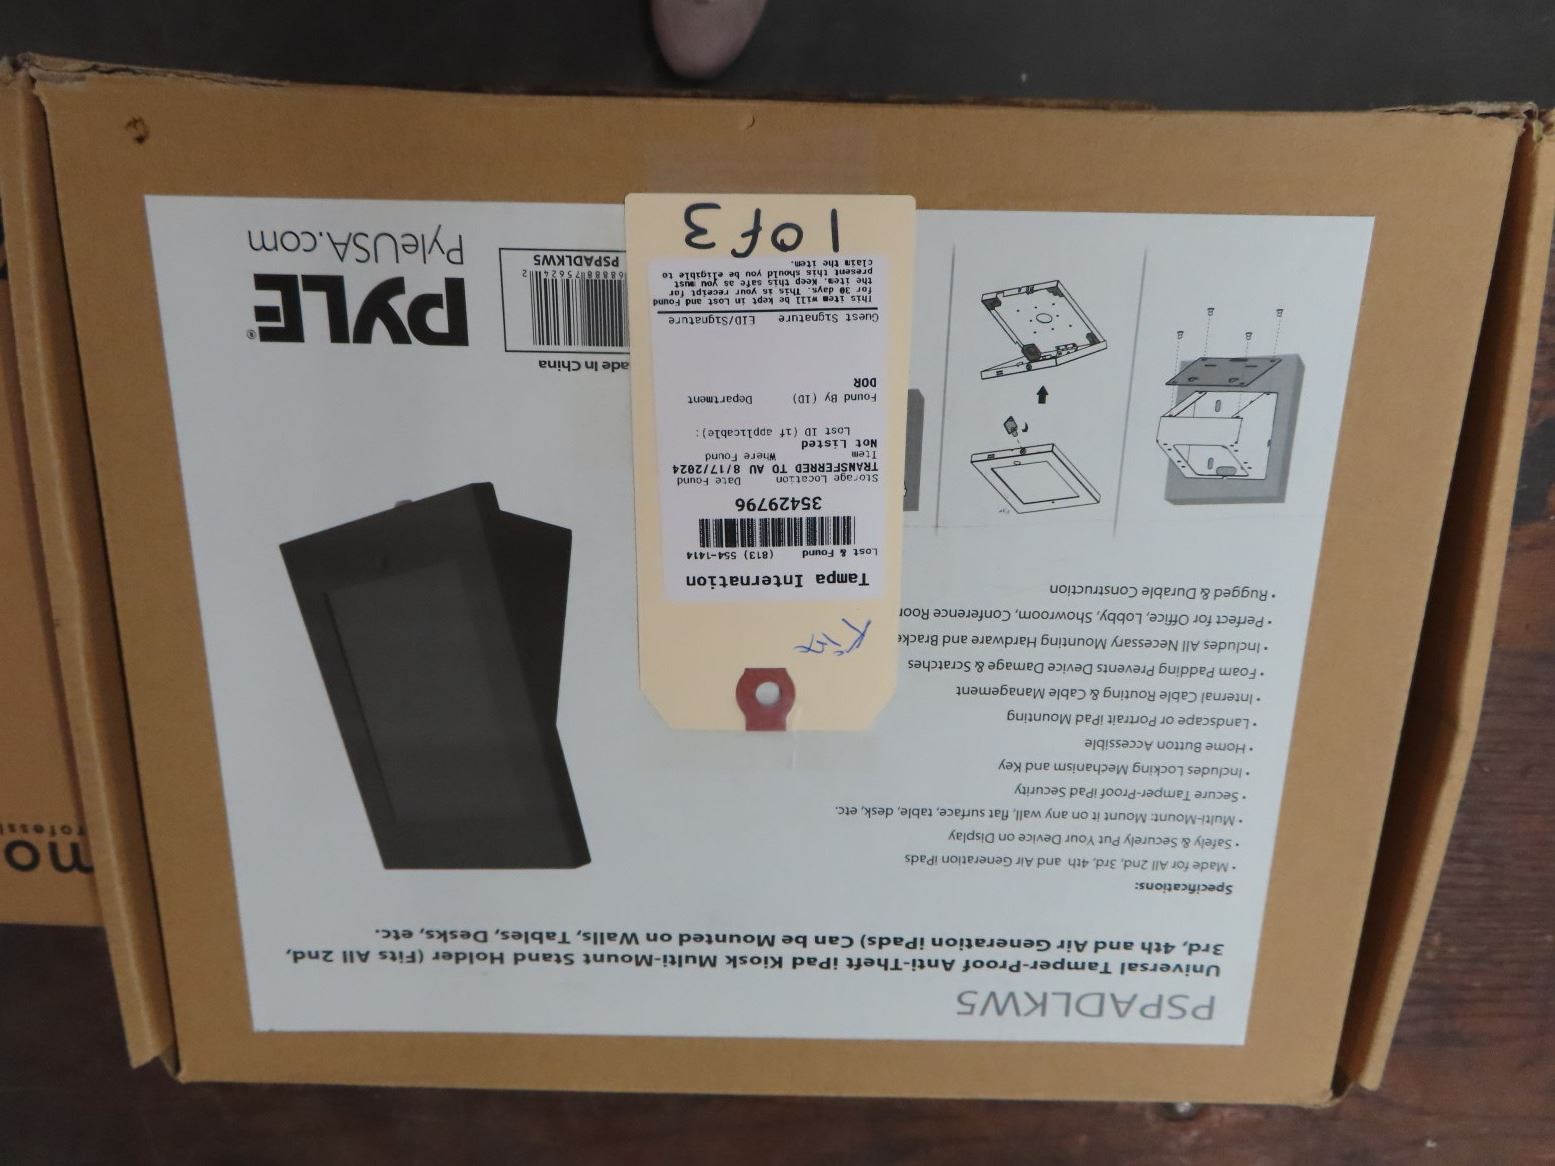 PSPADLKW5
Universal Tamper-Proof Anti-Theft iPad Kiosk Multi-Mount Stand Holder (Fits All 2nd,
3rd, 4th and Air Generation iPads) Can be Mounted on Walls, Tables, Desks, etc.
Specifications:
• Made for All 2nd, 3rd, 4th and Air Generation iPads
• Safely & Securely Put Your Device on Display
• Multi-Mount: Mount it on any wall, flat surface, table, desk, etc.
• Secure Tamper-Proof iPad Security
• Includes Locking Mechanism and Key
• Home Button Accessible
• Landscape or Portrait iPad Mounting
• Internal Cable Routing & Cable Management
• Foam Padding Prevents Device Damage & Scratches
• Includes All Necessary Mounting Hardware and Bracke
• Perfect for Office, Lobby, Showroom, Conference Roor
• Rugged & Durable Construction
Tampa Internation
Lost & Found (813) 554-1414
35429796
Storage Location Date Found
TRANSFERRED TO AU 8/17/2024
Item Where Found
Not Listed
Lost ID (if applicable):
Found By (ID) Department
DOR
Guest Signature EID/Signature
This item will be kept in Lost and Found
for 30 days. This is your receipt for
the item. Keep this safe as you must
present this should you be eligible to
claim the item.
1 of 3
ade In China
68888 75624 2
PSPADLKW5
PYLE®
PyleUSA.com
mo
rofess